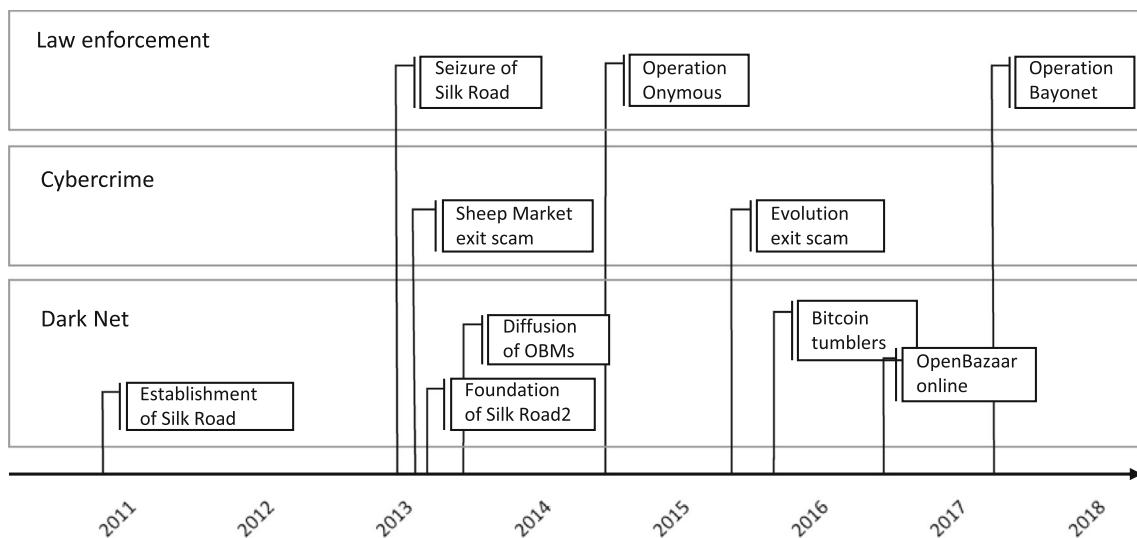 Law enforcement
Seizure of
Silk Road
Operation
Onymous
Operation
Bayonet
Cybercrime
Sheep Market
exit scam
Evolution
exit scam
Dark Net
Diffusion
of OBMs
Bitcoin
tumblers
OpenBazaar
online
Establishment
of Silk Road
Foundation
of Silk Road2
2011
2012
2013
2014
2015
2016
2017
2018